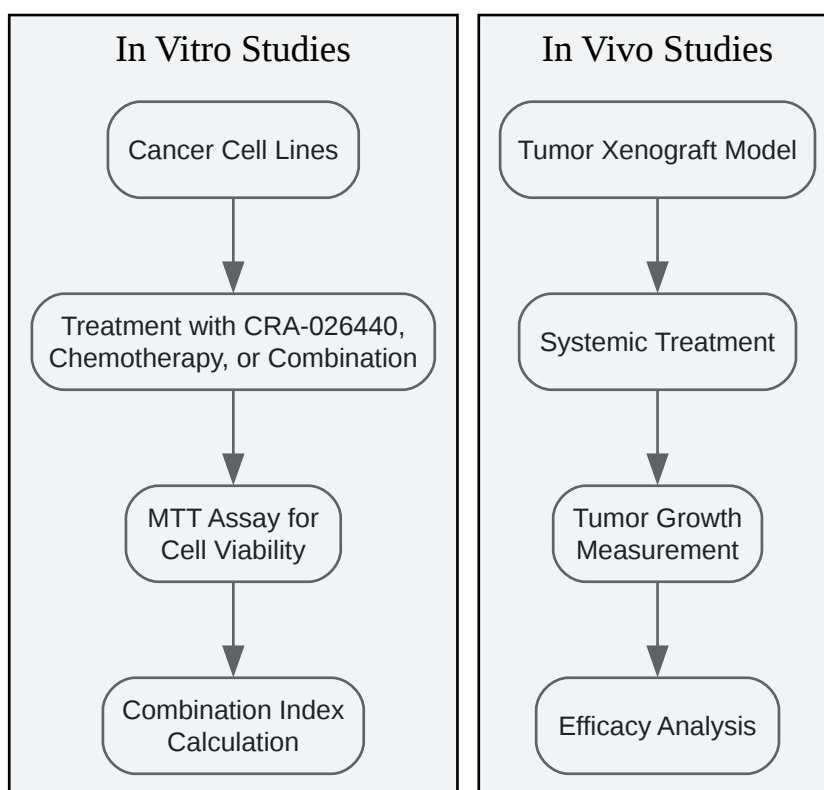 In Vitro Studies
Cancer Cell Lines
Treatment with CRA-026440,
Chemotherapy, or Combination
MTT Assay for
Cell Viability
Combination Index
Calculation
In Vivo Studies
Tumor Xenograft Model
Systemic Treatment
Tumor Growth
Measurement
Efficacy Analysis